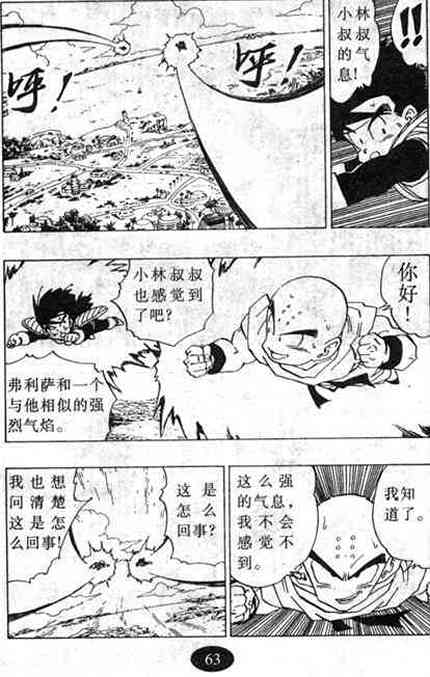 !!
小林
叔叔
的气
息!
呼!
呼!
你好!
小林叔叔
也感觉到
了吧?
弗利萨和一个
与他相似的强
烈气焰。
我知
道。
这么强
的气息,
我不会
感觉不
到。
这是
怎么
回事?
我也想
问清楚
这是怎
么回事!
63